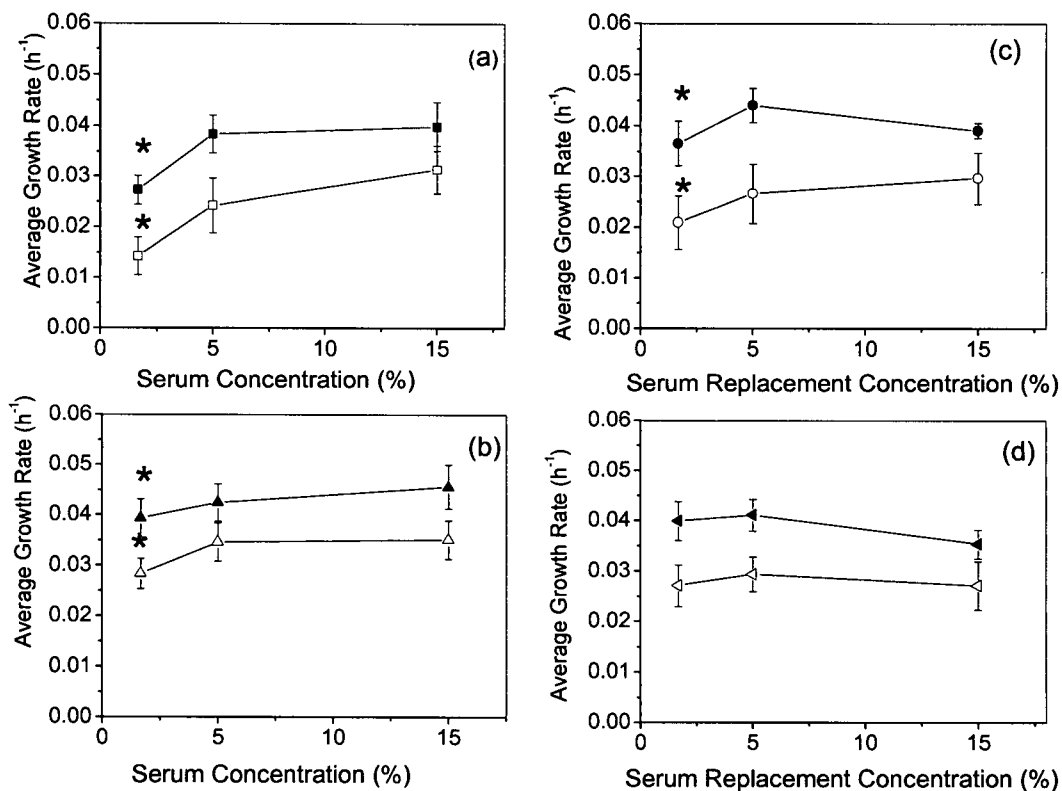 0.06
(a)
0.05
0.04
*
0.03
*
0.02
0.01
0.00
0 5 10 15
Serum Concentration (%)
Average Growth Rate (h⁻¹)
0.06
(c)
0.05
*
0.04
0.03
*
0.02
0.01
0.00
0 5 10 15
Serum Replacement Concentration (%)
Average Growth Rate (h⁻¹)
0.06
(b)
0.05
*
0.04
*
0.03
0.02
0.01
0.00
0 5 10 15
Serum Concentration (%)
Average Growth Rate (h⁻¹)
0.06
(d)
0.05
0.04
0.03
0.02
0.01
0.00
0 5 10 15
Serum Replacement Concentration (%)
Average Growth Rate (h⁻¹)